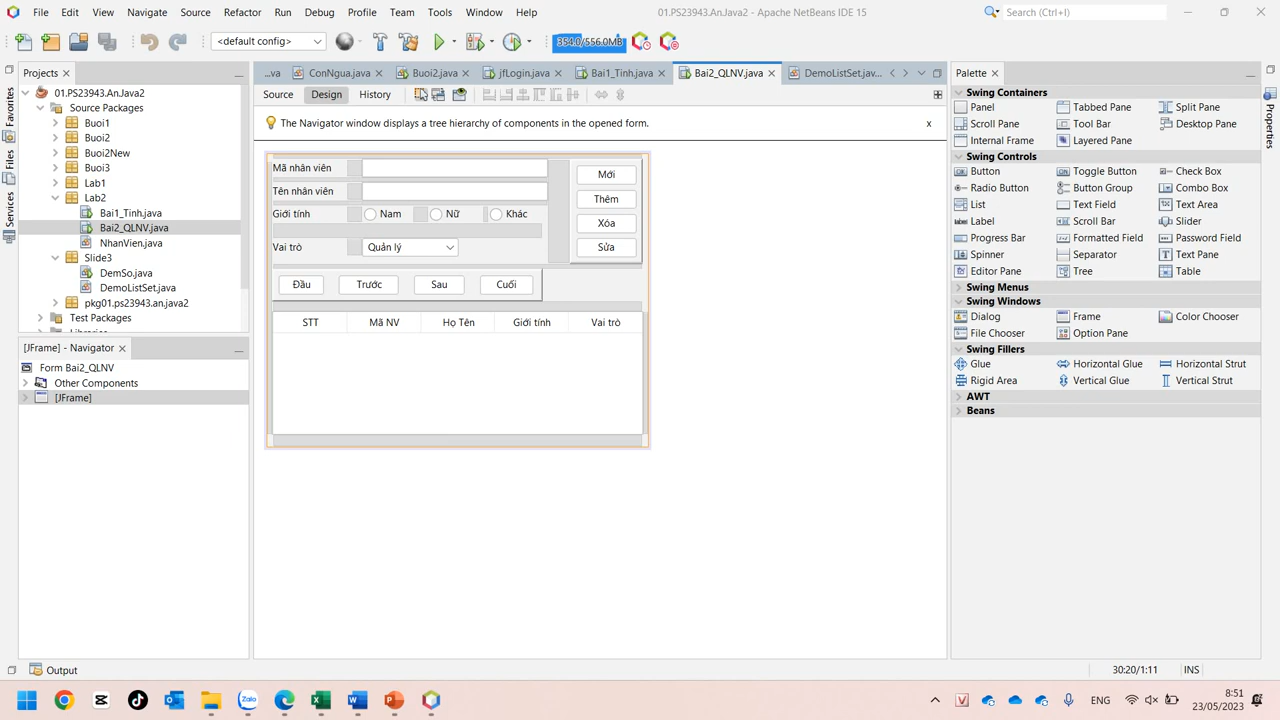 File Edit View Navigate Source Refactor Run Debug Profile Team Tools Window Help 01.PS23943.An.Java2 - Apache NetBeans IDE 15 Search (Ctrl+I)
<default config> 354.0/556.0MB
Projects ...va ConNgua.java Buoi2.java jfLogin.java Bai1_Tinh.java Bai2_QLNV.java DemoListSet.jav... Palette
Source Design History
The Navigator window displays a tree hierarchy of components in the opened form. x
Favorites
Files
Services
01.PS23943.An.Java2
Source Packages
Buoi1
Buoi2
Buoi2New
Buoi3
Lab1
Lab2
Bai1_Tinh.java
Bai2_QLNV.java
NhanVien.java
Slide3
DemSo.java
DemoListSet.java
pkg01.ps23943.an.java2
Test Packages
Libraries
[JFrame] - Navigator
Form Bai2_QLNV
Other Components
[JFrame]
Mã nhân viên Mới
Tên nhân viên Thêm
Giới tính Nam Nữ Khác Xóa
Vai trò Quản lý Sửa
Đầu Trước Sau Cuối
STT Mã NV Họ Tên Giới tính Vai trò
Swing Containers
Panel Tabbed Pane Split Pane
Scroll Pane Tool Bar Desktop Pane
Internal Frame Layered Pane
Swing Controls
Button Toggle Button Check Box
Radio Button Button Group Combo Box
List Text Field Text Area
Label Scroll Bar Slider
Progress Bar Formatted Field Password Field
Spinner Separator Text Pane
Editor Pane Tree Table
Swing Menus
Swing Windows
Dialog Frame Color Chooser
File Chooser Option Pane
Swing Fillers
Glue Horizontal Glue Horizontal Strut
Rigid Area Vertical Glue Vertical Strut
AWT
Beans
Properties
Output 30:20/1:11 INS
Zalo ENG 8:51
23/05/2023